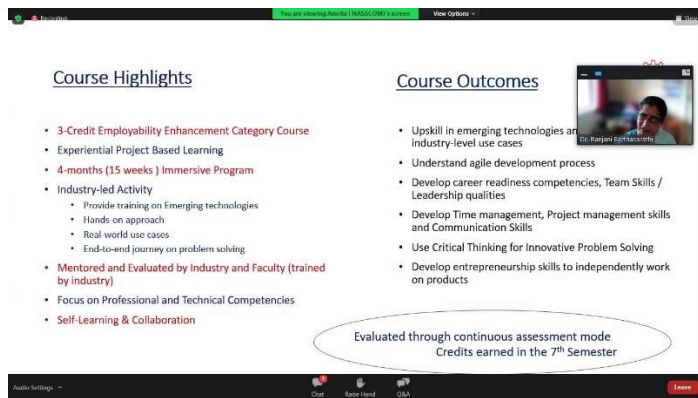 Recording
You are viewing Amrita ( NASSCOM)'s screen
View Options
View
Course Highlights
• 3-Credit Employability Enhancement Category Course
• Experiential Project Based Learning
• 4-months (15 weeks ) Immersive Program
• Industry-led Activity
• Provide training on Emerging technologies
• Hands-on approach
• Real-world use cases
• End-to-end journey on problem solving
• Mentored and Evaluated by Industry and Faculty (trained
by industry)
• Focus on Professional and Technical Competencies
• Self-Learning & Collaboration
Course Outcomes
• Upskill in emerging technologies an
industry-level use cases
• Understand agile development process
• Develop career readiness competencies, Team Skills /
Leadership qualities
• Develop Time management, Project management skills
and Communication Skills
• Use Critical Thinking for Innovative Problem Solving
• Develop entrepreneurship skills to independently work
on products
Dr. Ranjani Parthasarathi
Evaluated through continuous assessment mode
Credits earned in the 7th Semester
Audio Settings
Chat
Raise Hand
Q&A
Leave